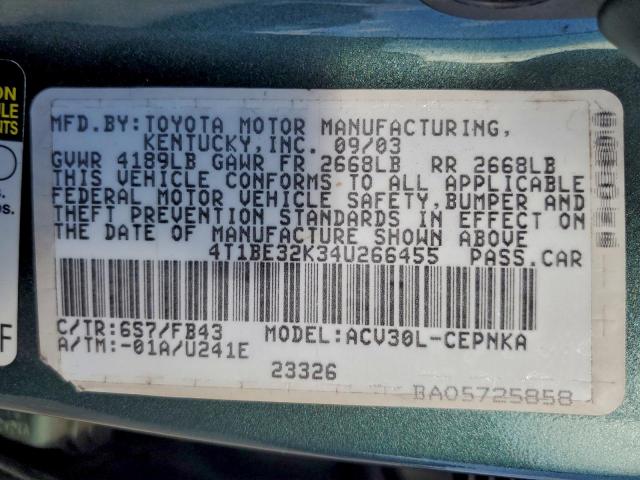 MFD.BY:TOYOTA MOTOR MANUFACTURING,
KENTUCKY,INC. 09/03
GVWR 4189LB GAWR FR 2668LB RR 2668LB
THIS VEHICLE CONFORMS TO ALL APPLICABLE
FEDERAL MOTOR VEHICLE SAFETY,BUMPER AND
THEFT PREVENTION STANDARDS IN EFFECT ON
THE DATE OF MANUFACTURE SHOWN ABOVE
4T1BE32K34U266455 PASS.CAR
C/TR:6S7/FB43 MODEL:ACV30L-CEPNKA
A/TM:-01A/U241E
23326
BA05725858